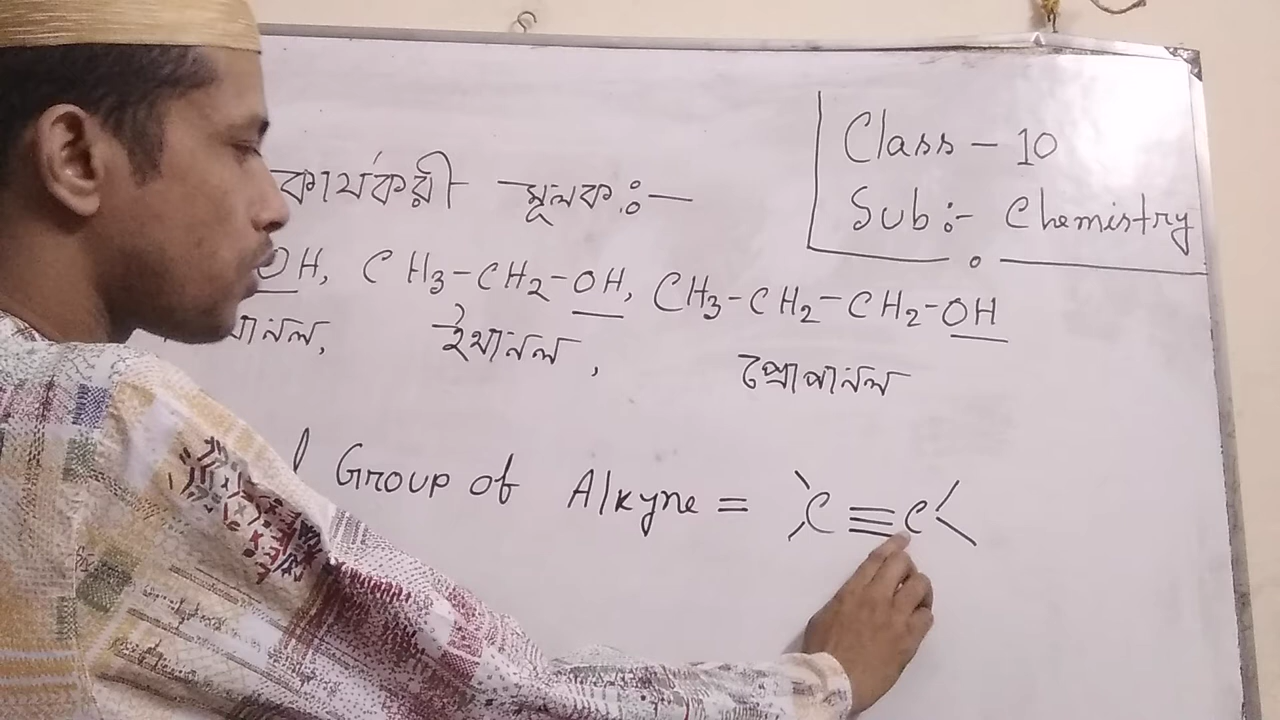 Class - 10
Sub :- Chemistry
কার্যকরী মূলক ঃ—
OH, CH3-CH2-OH, CH3-CH2-CH2-OH
ইথানল, প্রোপানল
Group of Alkyne = >C≡C<